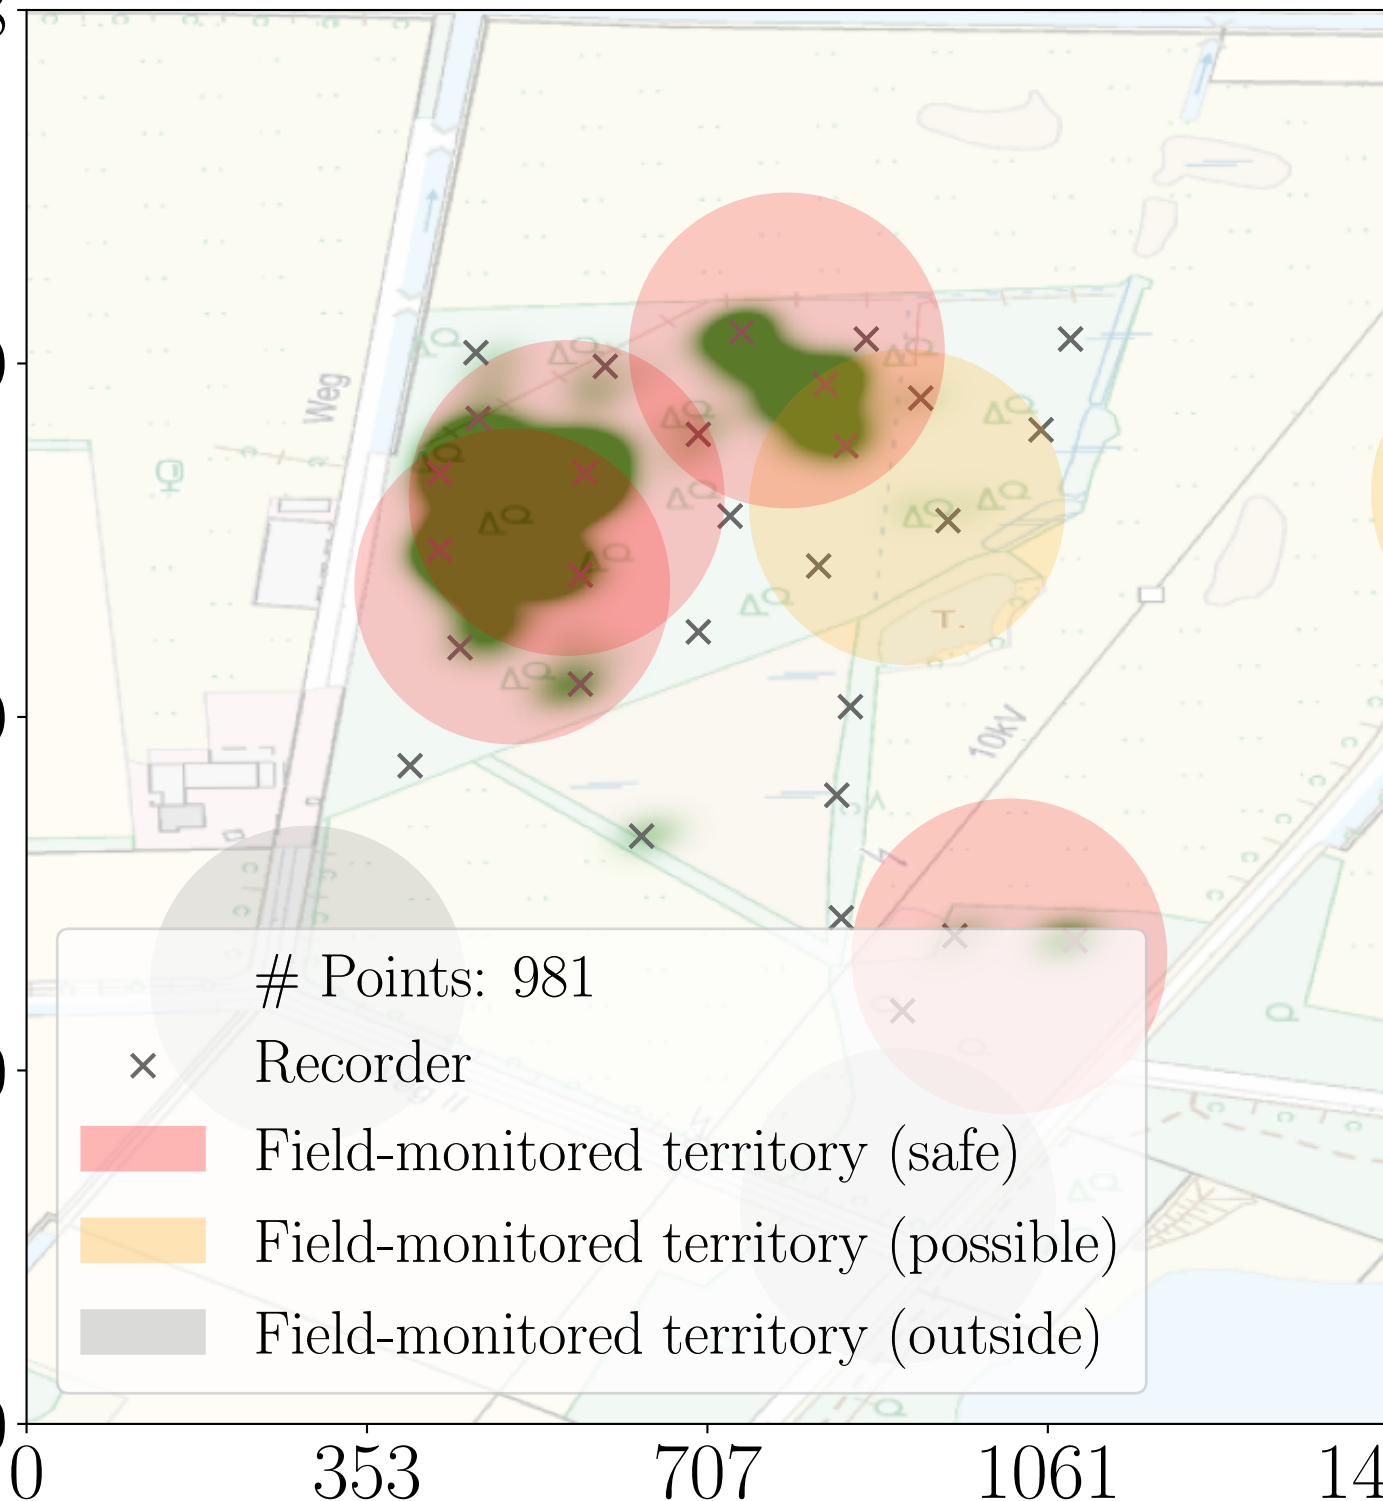 Weg
T.
10kV
# Points: 981
Recorder
Field-monitored territory (safe)
Field-monitored territory (possible)
Field-monitored territory (outside)
0
353
707
1061